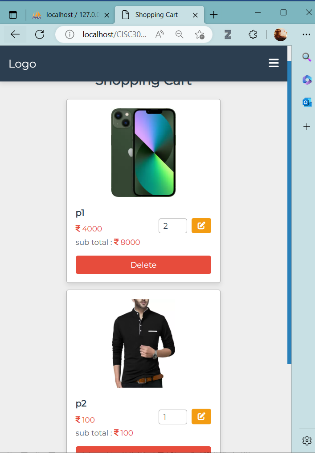 localhost / 127.0.
Shopping Cart
localhost/CISC30...
Logo
Shopping Cart
p1
₹ 4000
2
sub total : ₹ 8000
Delete
p2
₹ 100
1
sub total : ₹ 100